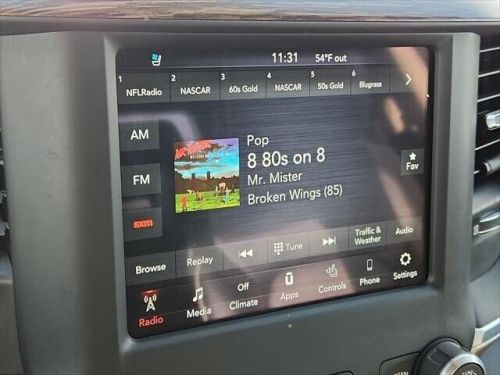 11:31 54°F out
1 NFLRadio 2 NASCAR 3 60s Gold 4 NASCAR 5 50s Gold 6 Blugrass
AM
FM
sxm
Pop
8 80s on 8
Mr. Mister
Broken Wings (85)
Fav
Browse Replay Tune Traffic & Weather Audio
Radio Media Off Climate Apps Controls Phone Settings